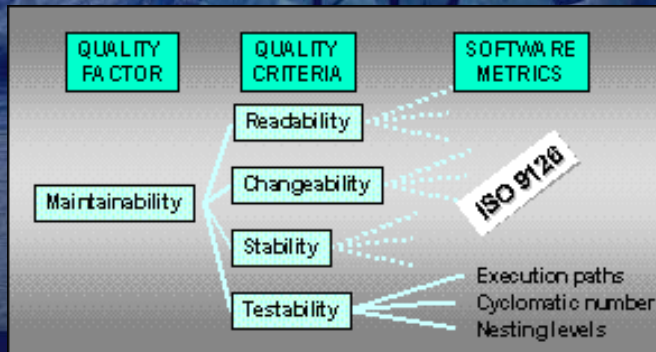 QUALITY
FACTOR
QUALITY
CRITERIA
SOFTWARE
METRICS
Readability
Changeability
Maintainability
Stability
Testability
ISO 9126
Execution paths
Cyclomatic number
Nesting levels